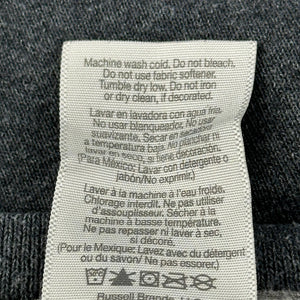 Machine wash cold. Do not bleach.
Do not use fabric softener.
Tumble dry low. Do not iron
or dry clean, if decorated.
Lavar en lavadora con agua fria.
No usar blanqueador. No usar
suavizante. Secar en secadora
a temperatura baja. No planchar ni
lavar en seco, si tiene decoración.
(Para México: Lavar con detergente o
jabón/No exprimir.)
Laver à la machine à l'eau froide.
Chlorage interdit. Ne pas utiliser
d'assouplisseur. Sécher à la
machine à basse température.
Ne pas repasser ni laver à sec,
si décoré.
(Pour le Mexique: Lavez avec détergent
ou du savon/ Ne pas essorer.)
Russell Brands